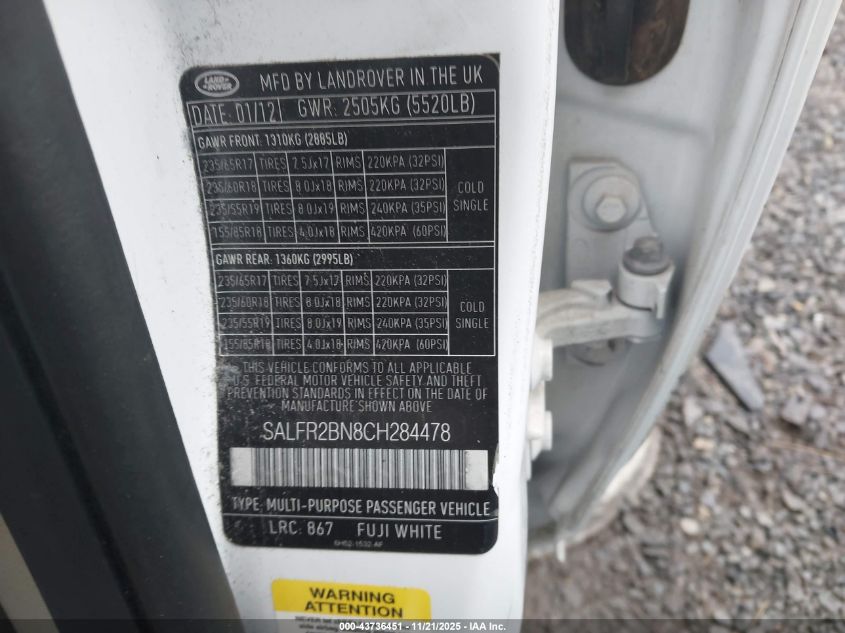 LAND ROVER
MFD BY LANDROVER IN THE UK
DATE: 01/12 GWR: 2505KG (5520LB)
GAWR FRONT: 1310KG (2885LB)
235/65R17 TIRES 7.5Jx17 RIMS 220KPA (32PSI)
235/60R18 TIRES 8.0Jx18 RIMS 220KPA (32PSI)
235/55R19 TIRES 8.0Jx19 RIMS 240KPA (35PSI)
155/85R18 TIRES 4.0Jx18 RIMS 420KPA (60PSI)
COLD
SINGLE
GAWR REAR: 1360KG (2995LB)
235/65R17 TIRES 7.5Jx17 RIMS 220KPA (32PSI)
235/60R18 TIRES 8.0Jx18 RIMS 220KPA (32PSI)
235/55R19 TIRES 8.0Jx19 RIMS 240KPA (35PSI)
155/85R18 TIRES 4.0Jx18 RIMS 420KPA (60PSI)
COLD
SINGLE
THIS VEHICLE CONFORMS TO ALL APPLICABLE
U.S. FEDERAL MOTOR VEHICLE SAFETY AND THEFT
PREVENTION STANDARDS IN EFFECT ON THE DATE OF
MANUFACTURE SHOWN ABOVE
SALFR2BN8CH284478
TYPE: MULTI-PURPOSE PASSENGER VEHICLE
LRC: 867 FUJI WHITE
WARNING
ATTENTION
000-43736451 - 11/21/2025 - IAA Inc.